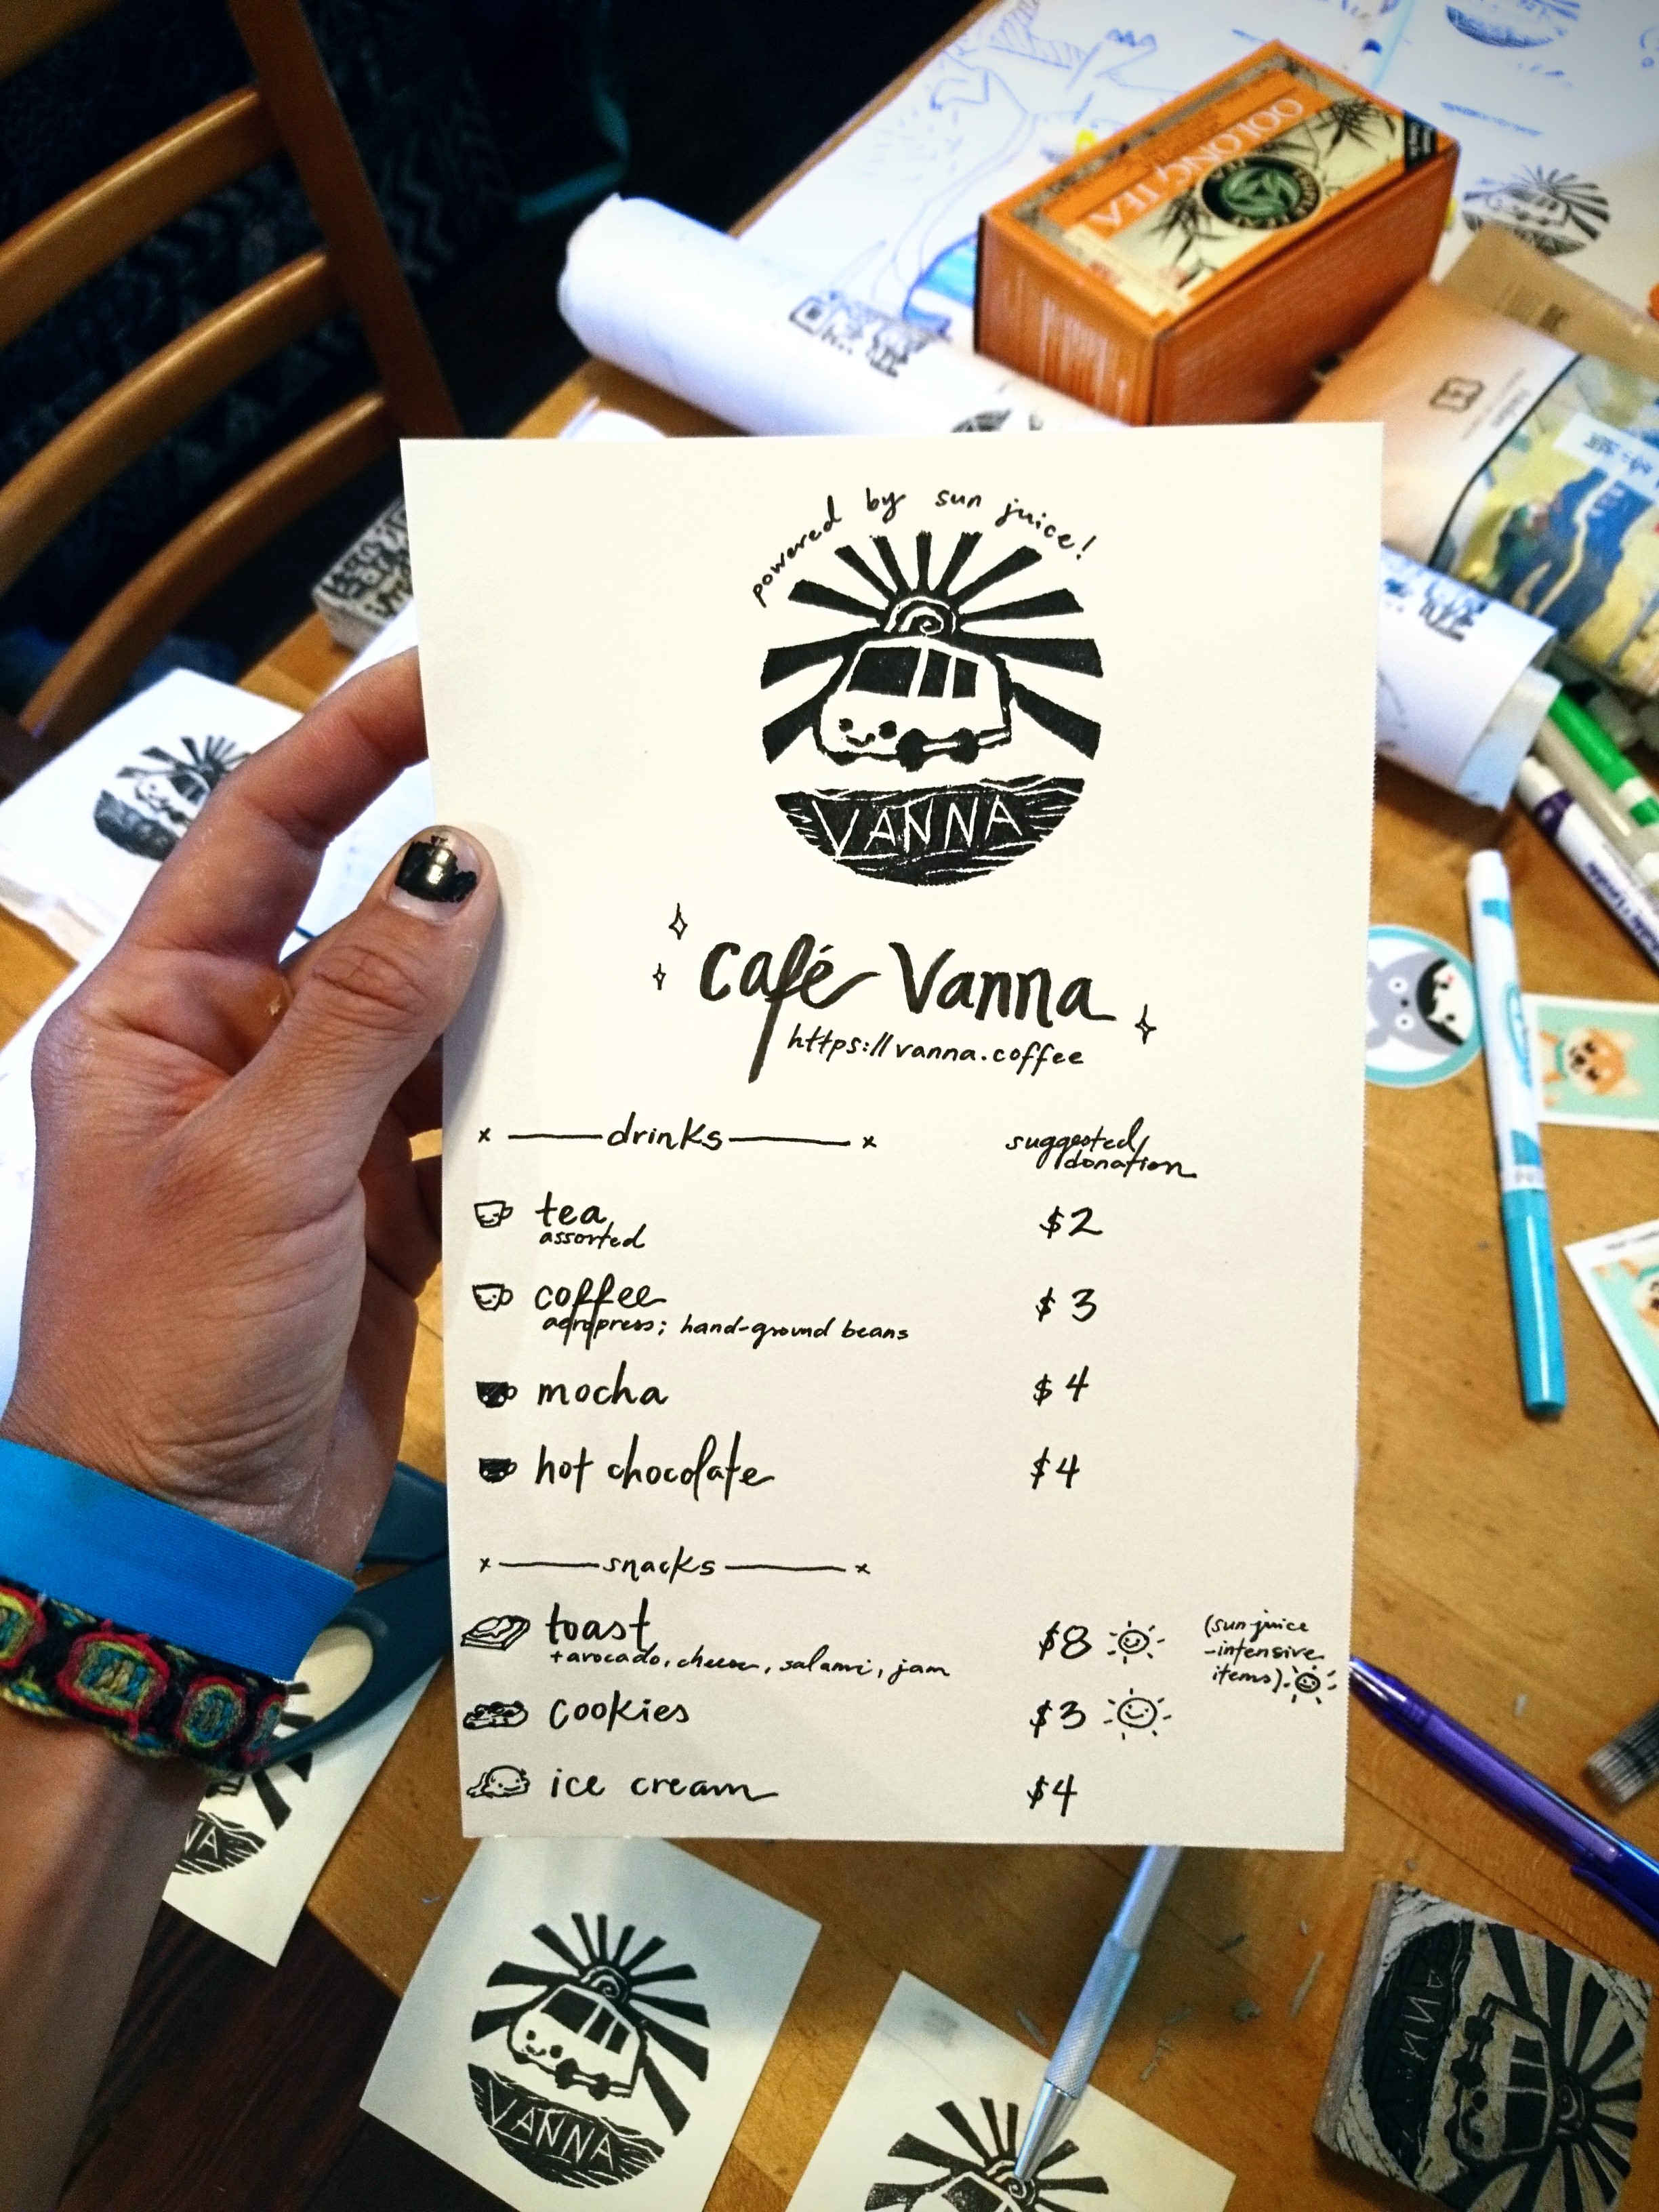 OOLONG TEA
powered by sun juice!
VANNA
café Vanna
https://vanna.coffee
drinks
suggested donation
tea
assorted
$2
coffee
aeropress; hand-ground beans
$3
mocha
$4
hot chocolate
$4
snacks
toast
+avocado, cheese, salami, jam
$8
(sun-juice
-intensive
items)
cookies
$3
ice cream
$4
VANNA
VANNA